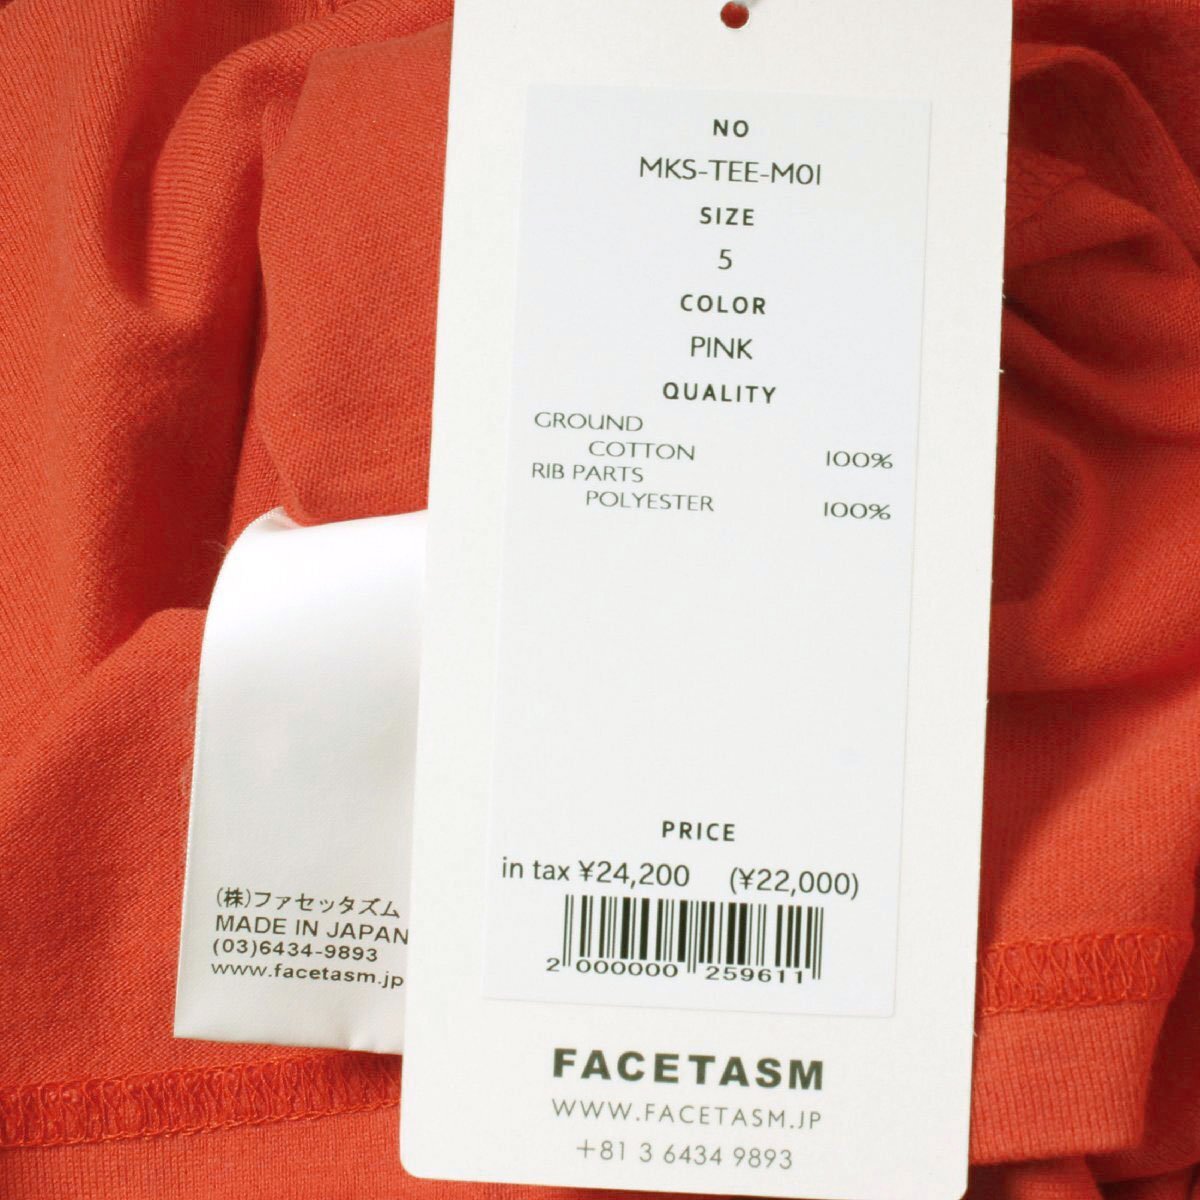 NO
MKS-TEE-M01
SIZE
5
COLOR
PINK
QUALITY
GROUND
COTTON 100%
RIB PARTS
POLYESTER 100%
PRICE
in tax ¥24,200 (¥22,000)
2 000000 259611
FACETASM
WWW.FACETASM.JP
+81 3 6434 9893
(株)ファセッタズム
MADE IN JAPAN
(03)6434-9893
www.facetasm.jp